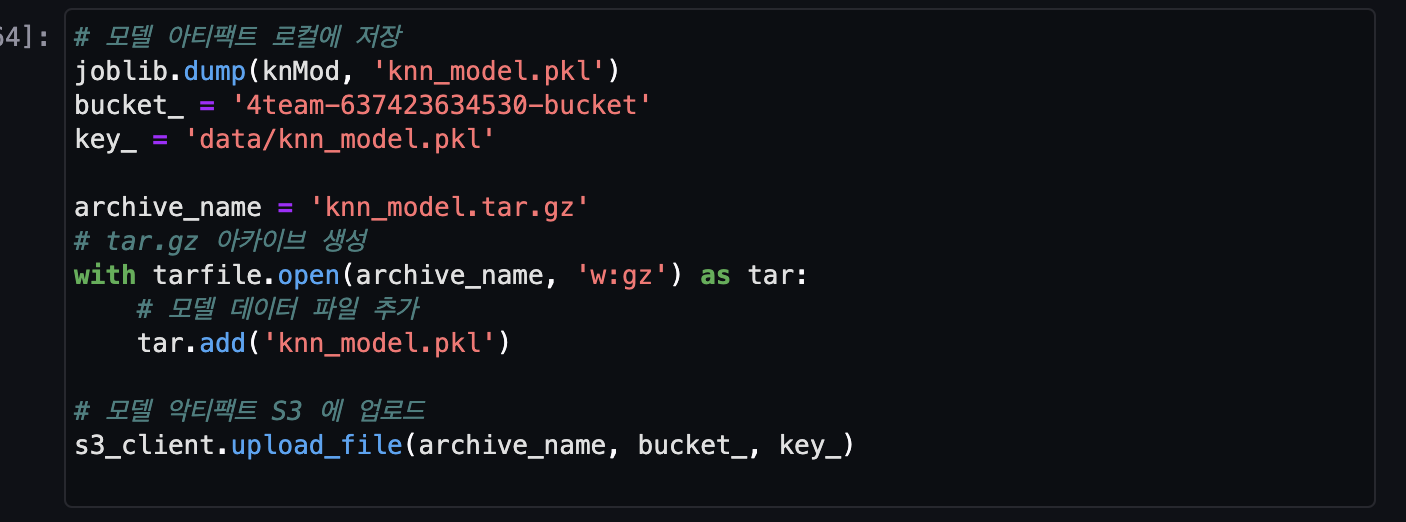 64]:
# 모델 아티팩트 로컬에 저장
joblib.dump(knMod, 'knn_model.pkl')
bucket_ = '4team-637423634530-bucket'
key_ = 'data/knn_model.pkl'
archive_name = 'knn_model.tar.gz'
# tar.gz 아카이브 생성
with tarfile.open(archive_name, 'w:gz') as tar:
    # 모델 데이터 파일 추가
    tar.add('knn_model.pkl')
# 모델 악티팩트 S3 에 업로드
s3_client.upload_file(archive_name, bucket_, key_)